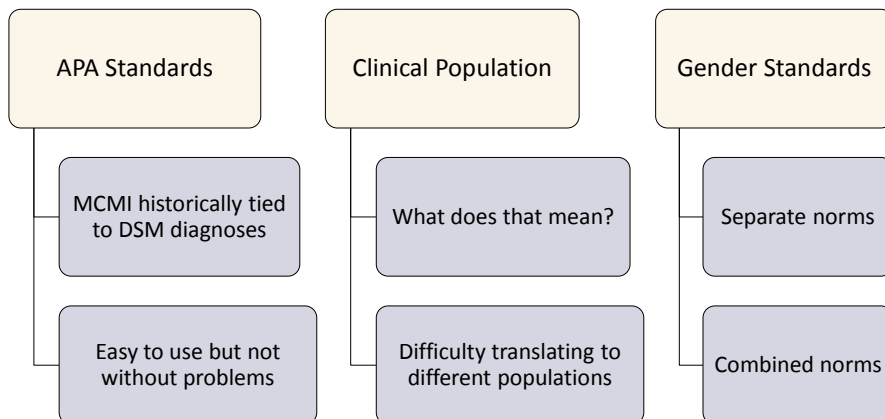 APA Standards
MCMI historically tied
to DSM diagnoses
Easy to use but not
without problems
Clinical Population
What does that mean?
Difficulty translating to
different populations
Gender Standards
Separate norms
Combined norms